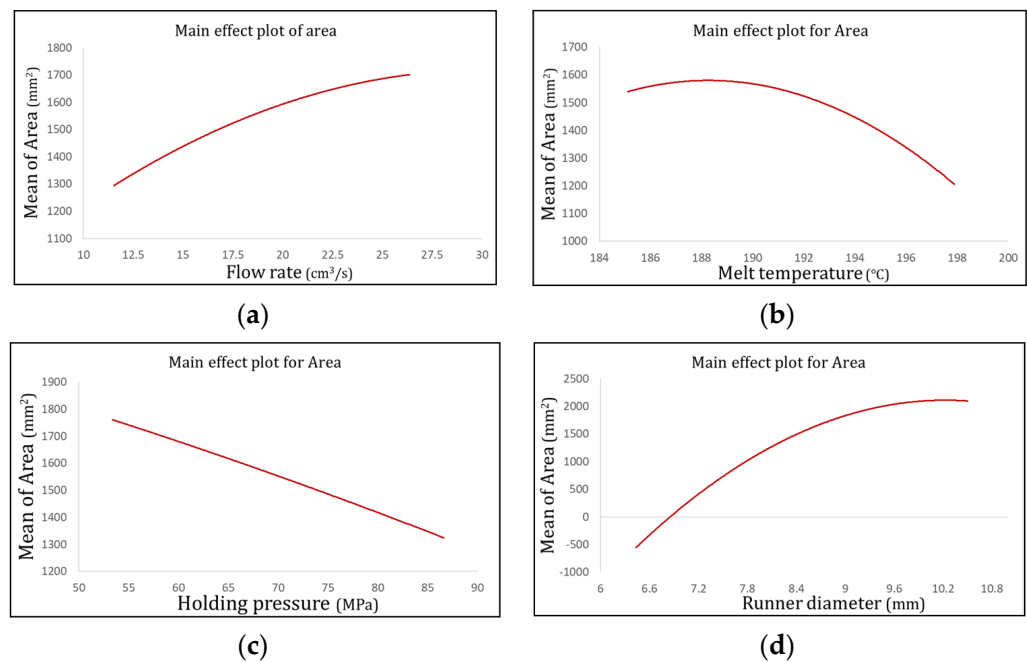 Main effect plot of area
Mean of Area (mm²)
1800
1700
1600
1500
1400
1300
1200
1100
10 12.5 15 17.5 20 22.5 25 27.5 30
Flow rate (cm³/s)
(a)
Main effect plot for Area
Mean of Area (mm²)
1700
1600
1500
1400
1300
1200
1100
1000
184 186 188 190 192 194 196 198 200
Melt temperature (°C)
(b)
Main effect plot for Area
Mean of Area (mm²)
1900
1800
1700
1600
1500
1400
1300
1200
50 55 60 65 70 75 80 85 90
Holding pressure (MPa)
(c)
Main effect plot for Area
Mean of Area (mm²)
2500
2000
1500
1000
500
0
-500
-1000
6 6.6 7.2 7.8 8.4 9 9.6 10.2 10.8
Runner diameter (mm)
(d)